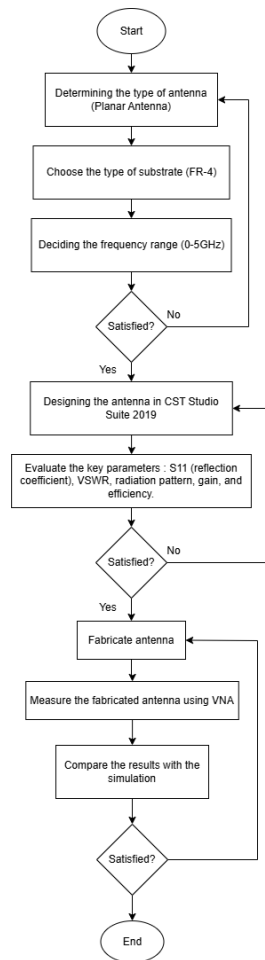 Start
Determining the type of antenna
(Planar Antenna)
Choose the type of substrate (FR-4)
Deciding the frequency range (0-5GHz)
Satisfied?
No
Yes
Designing the antenna in CST Studio
Suite 2019
Evaluate the key parameters : S11 (reflection
coefficient), VSWR, radiation pattern, gain, and
efficiency.
Satisfied?
No
Yes
Fabricate antenna
Measure the fabricated antenna using VNA
Compare the results with the
simulation
Satisfied?
End